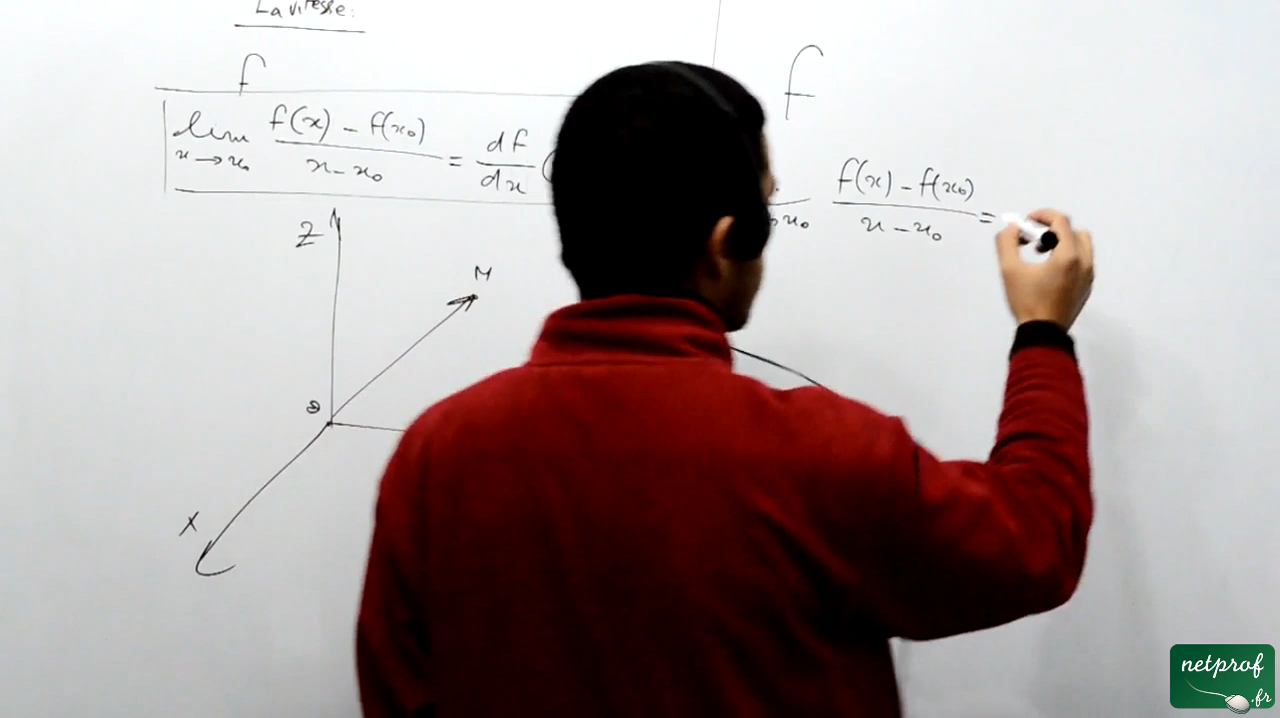 La vitesse:
f
lim f(x) - f(x₀) / x - x₀ = df / dx (
x → x₀
Z
M
O
X
f
x₀ f(x) - f(x₀) / x - x₀ =
netprof
.fr